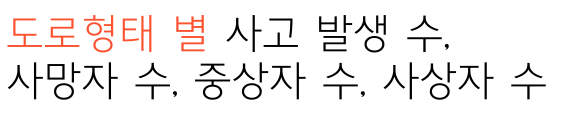 도로형태 별 사고 발생 수,
사망자 수, 중상자 수, 사상자 수